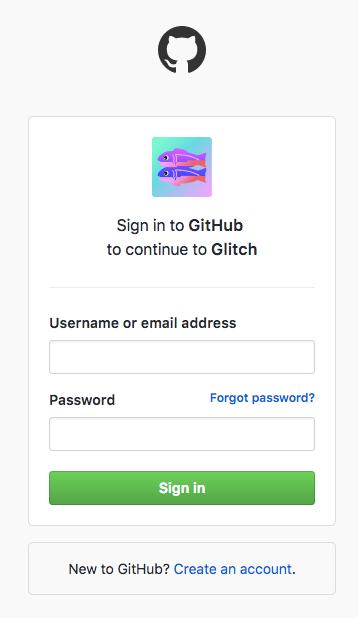 Sign in to GitHub
to continue to Glitch
Username or email address
Password Forgot password?
Sign in
New to GitHub? Create an account.